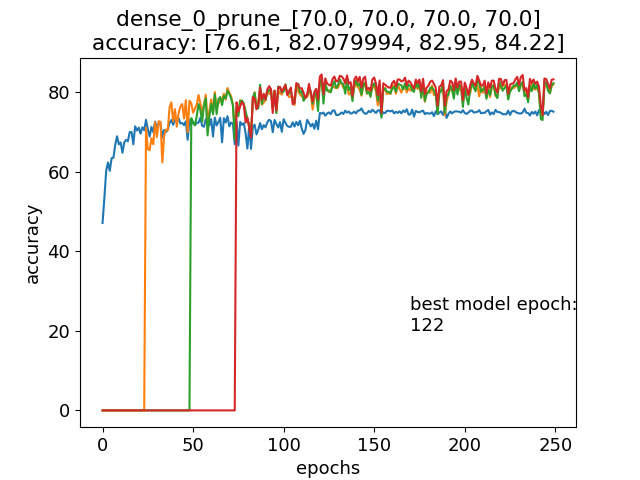 dense_0_prune_[70.0, 70.0, 70.0, 70.0]
accuracy: [76.61, 82.079994, 82.95, 84.22]
80
60
accuracy
40
best model epoch:
20
122
0
0 50 100 150 200 250
epochs